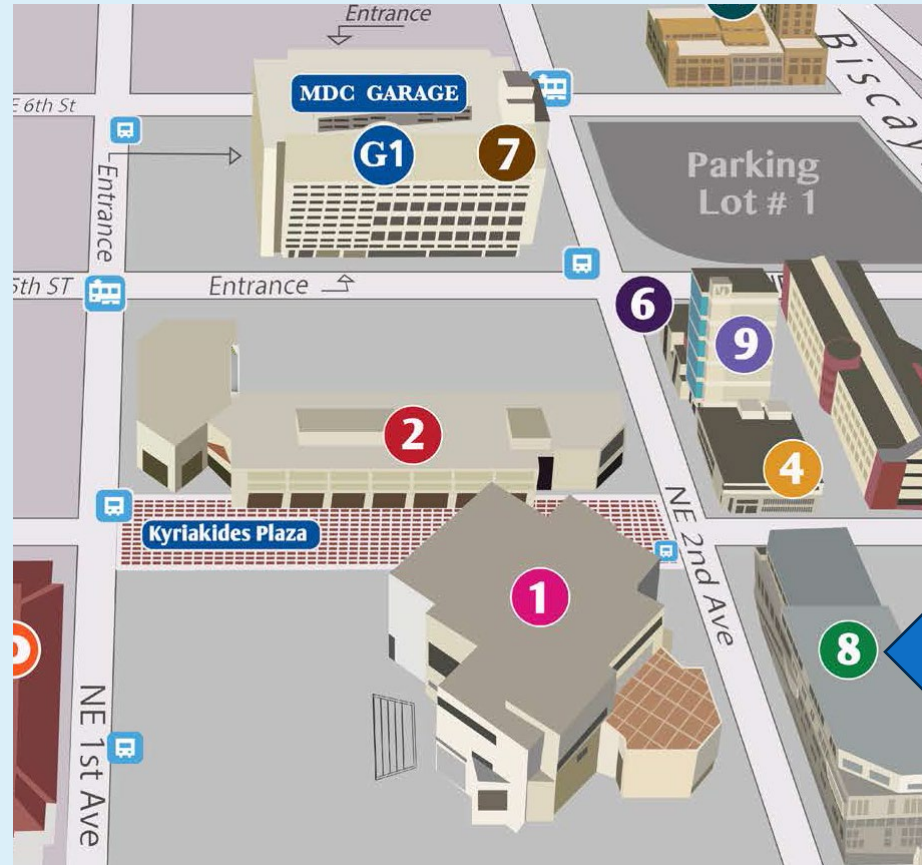 Entrance
Biscay
MDC GARAGE
E 6th St
G1
7
Parking
Lot # 1
Entrance
5th ST
Entrance
6
9
5
2
4
Kyriakides Plaza
NE 2nd Ave
1
8
NE 1st Ave